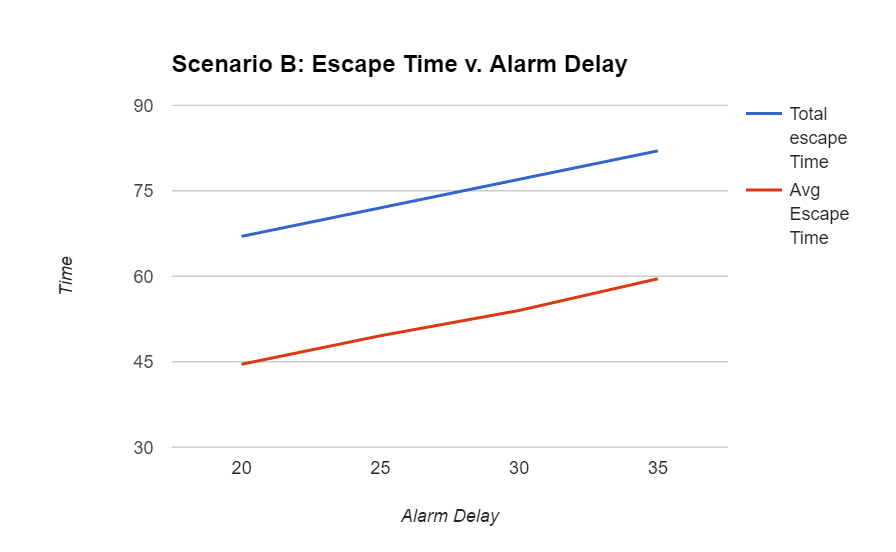 Scenario B: Escape Time v. Alarm Delay
90
75
60
45
30
Time
20 25 30 35
Alarm Delay
Total
escape
Time
Avg
Escape
Time